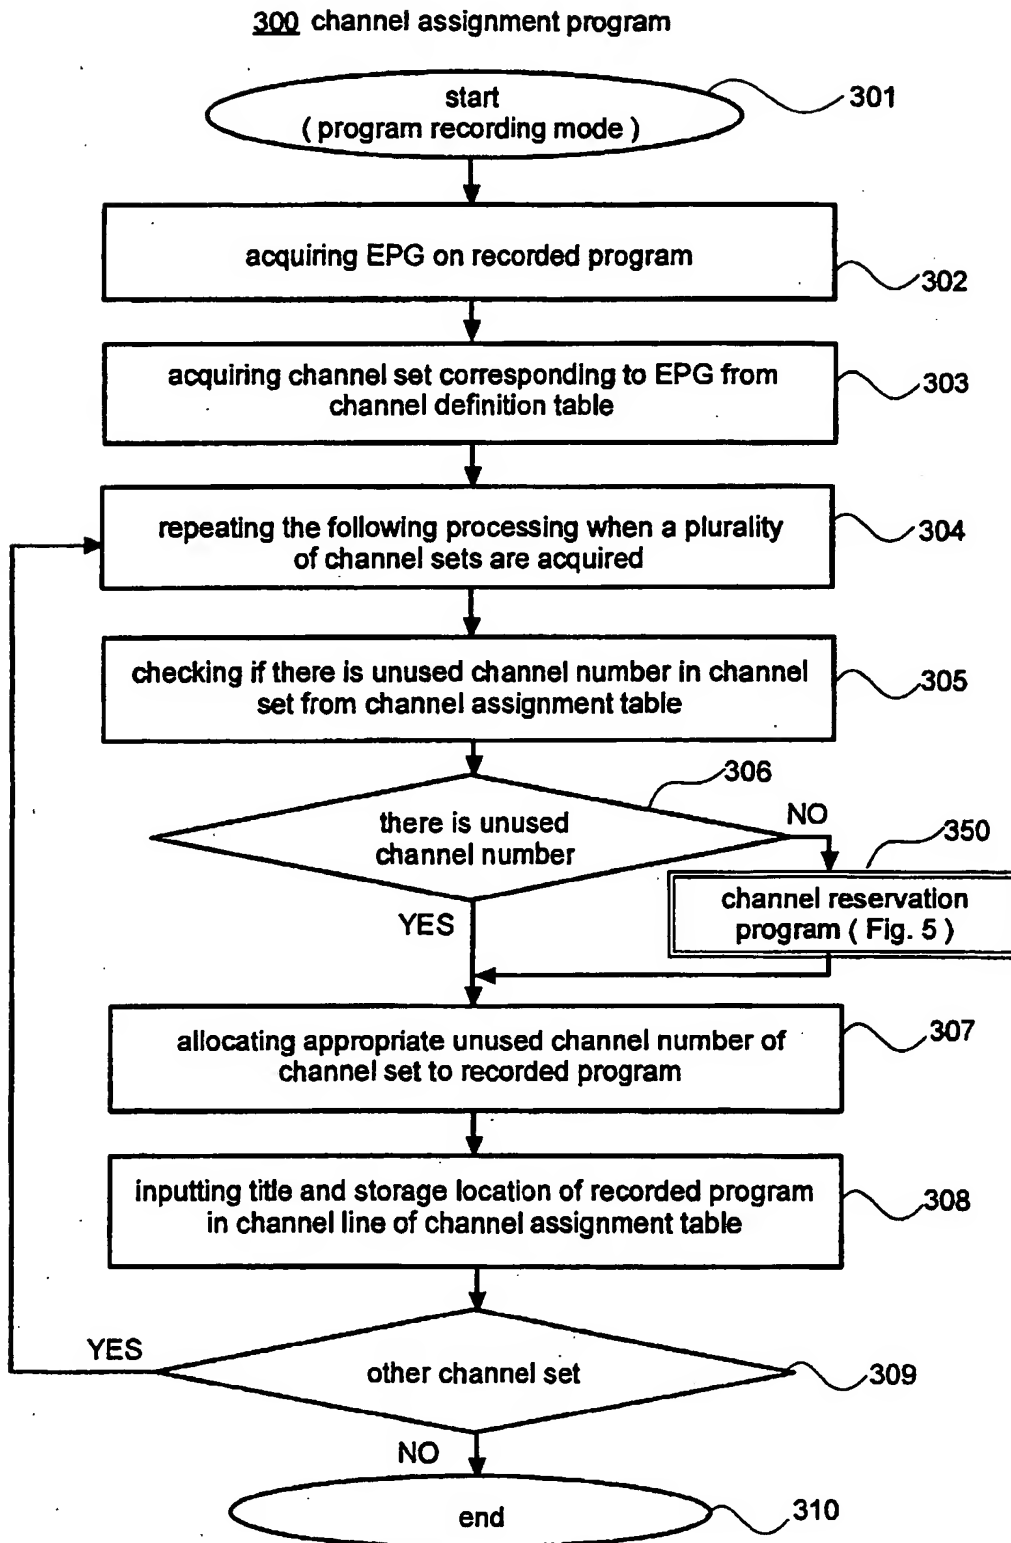 300 channel assignment program
start
( program recording mode )
301
acquiring EPG on recorded program
302
acquiring channel set corresponding to EPG from
channel definition table
303
repeating the following processing when a plurality
of channel sets are acquired
304
checking if there is unused channel number in channel
set from channel assignment table
305
306
there is unused
channel number
NO
350
channel reservation
program ( Fig. 5 )
YES
allocating appropriate unused channel number of
channel set to recorded program
307
inputting title and storage location of recorded program
in channel line of channel assignment table
308
YES
other channel set
309
NO
end
310